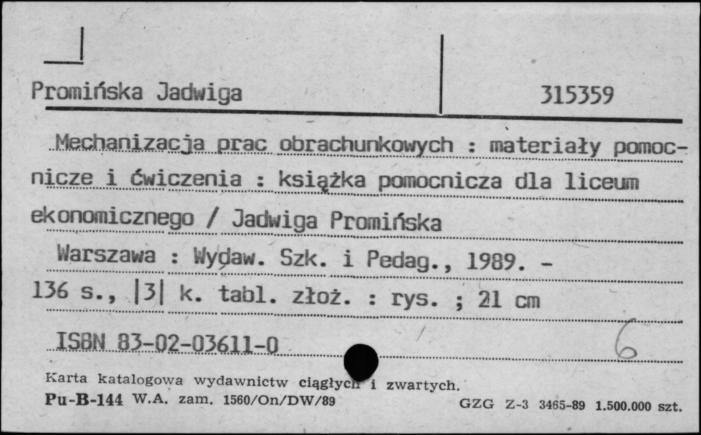 Promińska Jadwiga 315359
Mechanizacja prac obrachunkowych : materiały pomoc-
nicze i ćwiczenia : książka pomocnicza dla liceum
ekonomicznego / Jadwiga Promińska
Warszawa : Wydaw. Szk. i Pedag., 1989. -
136 s., |3| k. tabl. złoż. : rys. ; 21 cm
ISBN 83-02-03611-0 6
Karta katalogowa wydawnictw ciągłych i zwartych.
Pu-B-144 W.A. zam. 1560/On/DW/89 GZG Z-3 3465-89 1.500.000 szt.